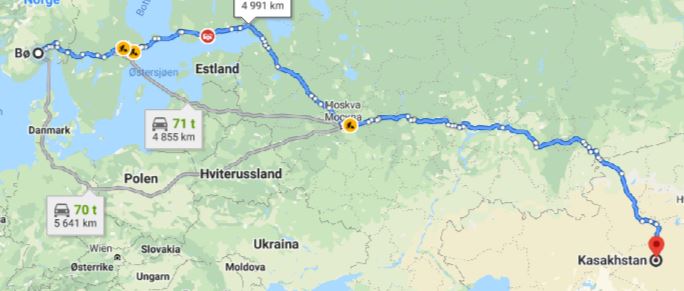 Norge
4 991 km
Bø
Estland
Østersjøen
Moskva
Москва
71 t
4 855 km
Danmark
Polen
Hviterussland
70 t
5 641 km
Wien
Slovakia
Ukraina
Kasakhstan
Østerrike
Moldova
Ungarn